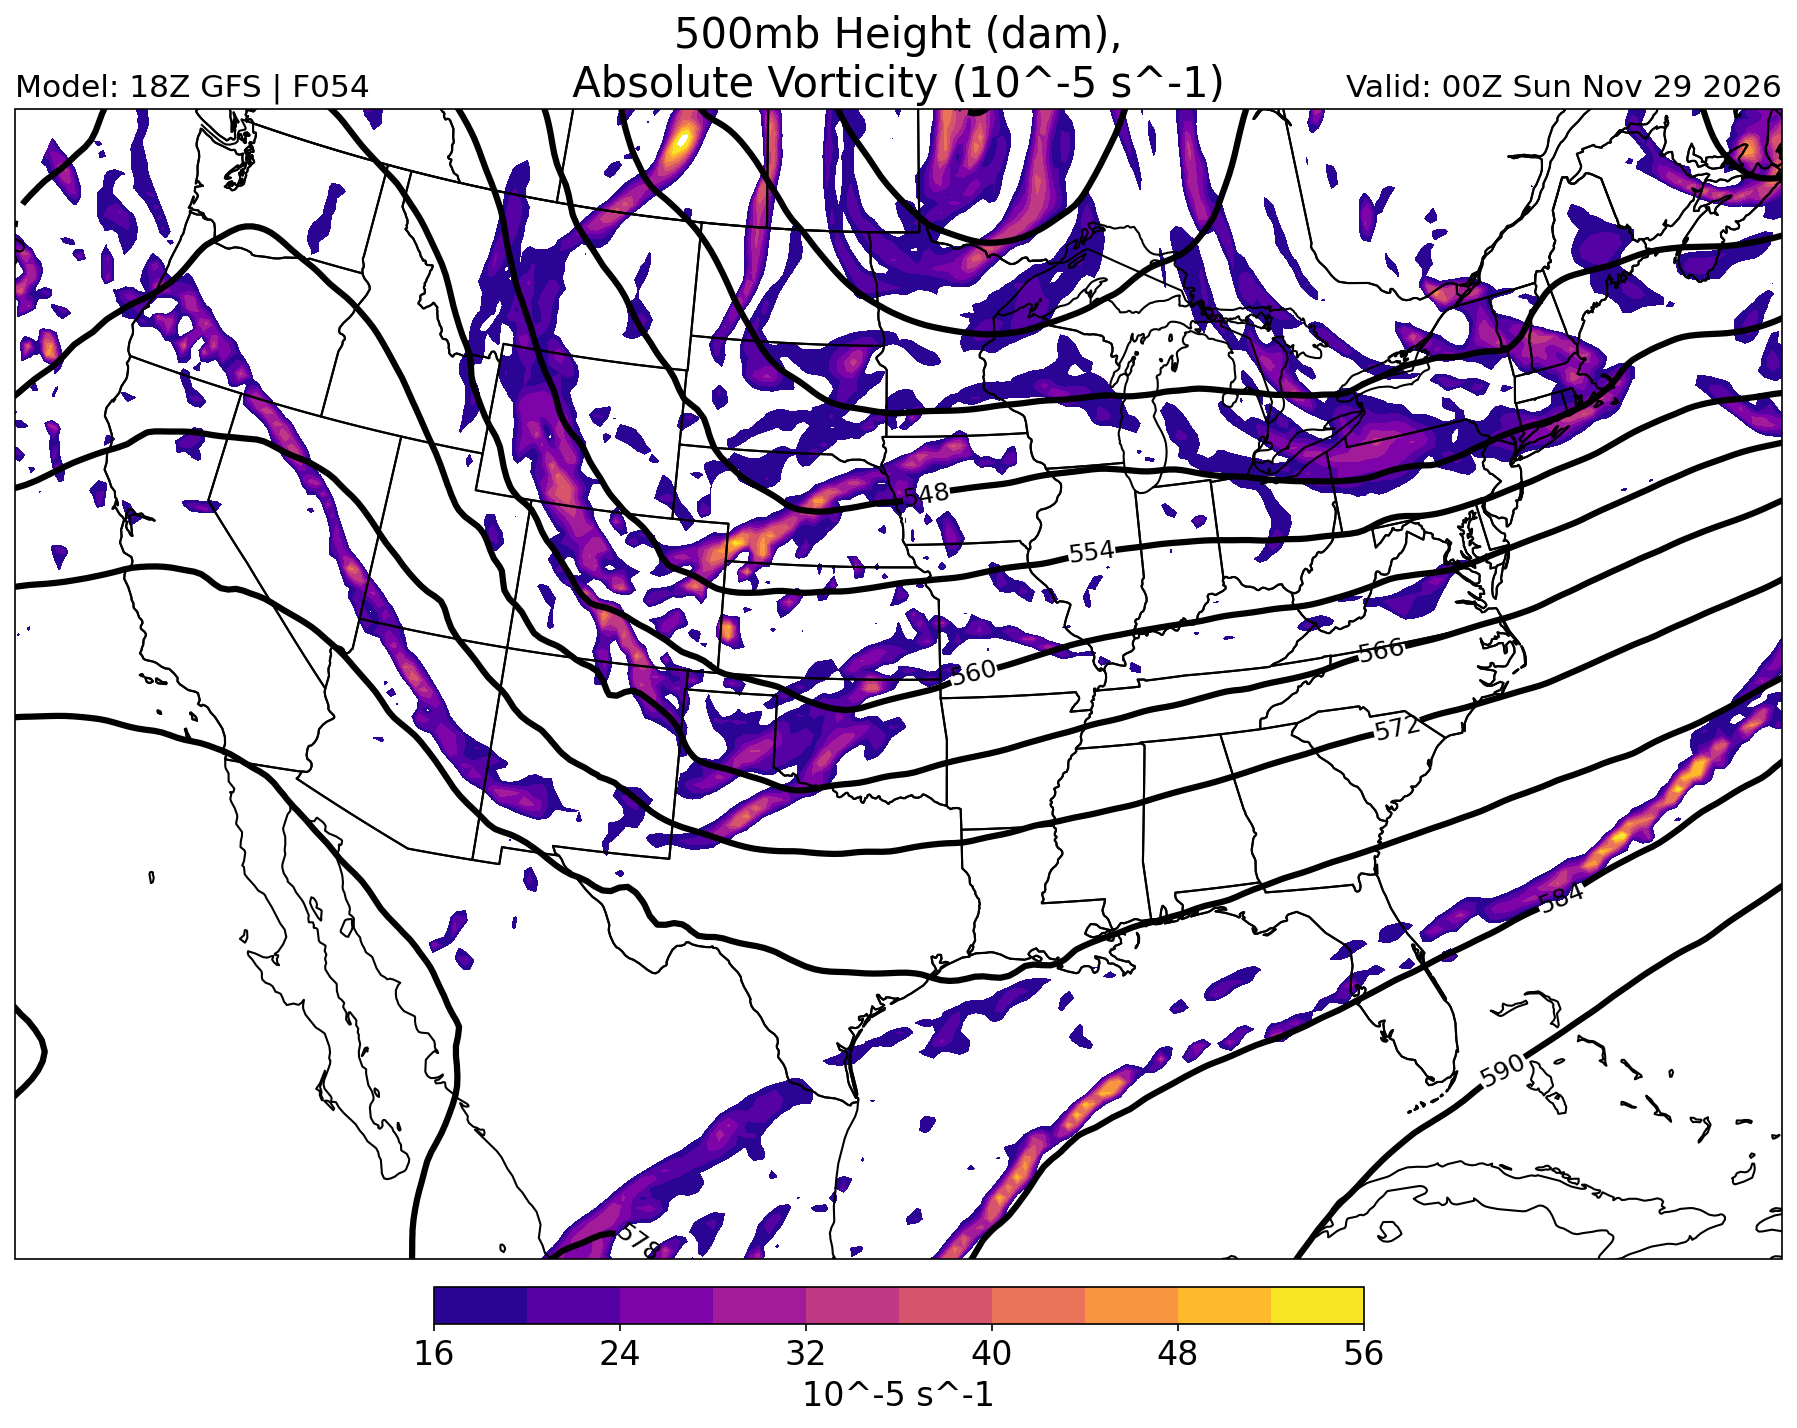 500mb Height (dam),
Model: 18Z GFS | F054
Absolute Vorticity (10^-5 s^-1)
Valid: 00Z Sun Nov 29 2026
548
554
560
566
572
584
590
578
16 24 32 40 48 56
10^-5 s^-1